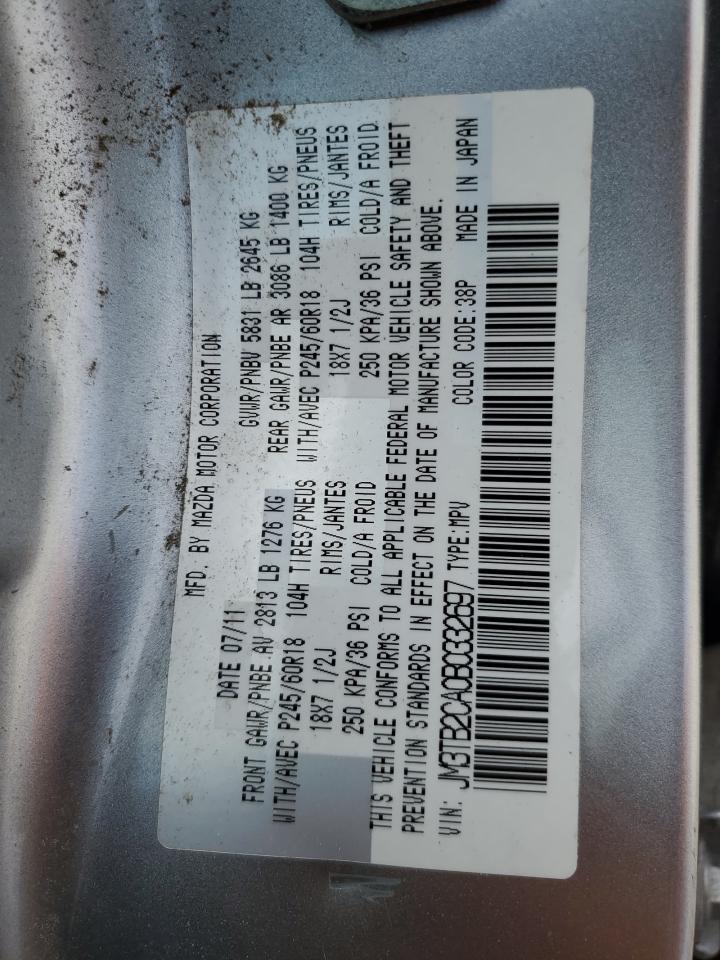 MFD. BY MAZDA MOTOR CORPORATION
DATE 07/11 GVWR/PNBV 5831 LB 2645 KG
FRONT GAWR/PNBE AV 2813 LB 1276 KG REAR GAWR/PNBE AR 3086 LB 1400 KG
WITH/AVEC P245/60R18 104H TIRES/PNEUS WITH/AVEC P245/60R18 104H TIRES/PNEUS
18X7 1/2J RIMS/JANTES 18X7 1/2J RIMS/JANTES
250 KPA/36 PSI COLD/A FROID 250 KPA/36 PSI COLD/A FROID
THIS VEHICLE CONFORMS TO ALL APPLICABLE FEDERAL MOTOR VEHICLE SAFETY AND THEFT
PREVENTION STANDARDS IN EFFECT ON THE DATE OF MANUFACTURE SHOWN ABOVE.
VIN: JM3TB2CA0B0332697 TYPE:MPV COLOR CODE:38P MADE IN JAPAN